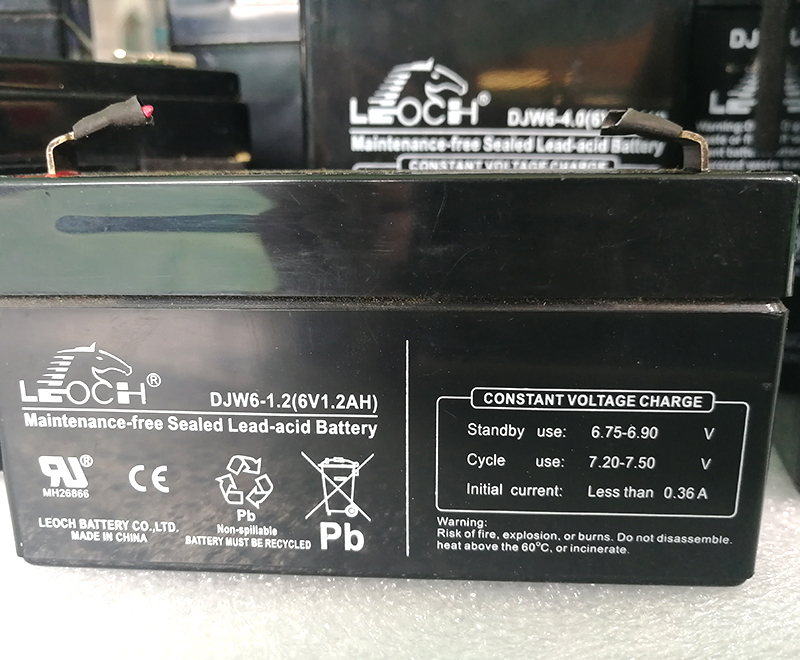 LEOCH®
DJW6-4.0(6V
Maintenance-free Sealed Lead-acid Battery
CONSTANT VOLTAGE CHARGE
DJ
LEOCH®
DJW6-1.2(6V1.2AH)
Maintenance-free Sealed Lead-acid Battery
MH26866
CE
Pb
Non-spillable
BATTERY MUST BE RECYCLED
Pb
LEOCH BATTERY CO.,LTD.
MADE IN CHINA
CONSTANT VOLTAGE CHARGE
Standby use: 6.75-6.90 V
Cycle use: 7.20-7.50 V
Initial current: Less than 0.36 A
Warning:
Risk of fire, explosion, or burns. Do not disassemble.
heat above the 60°C, or incinerate.